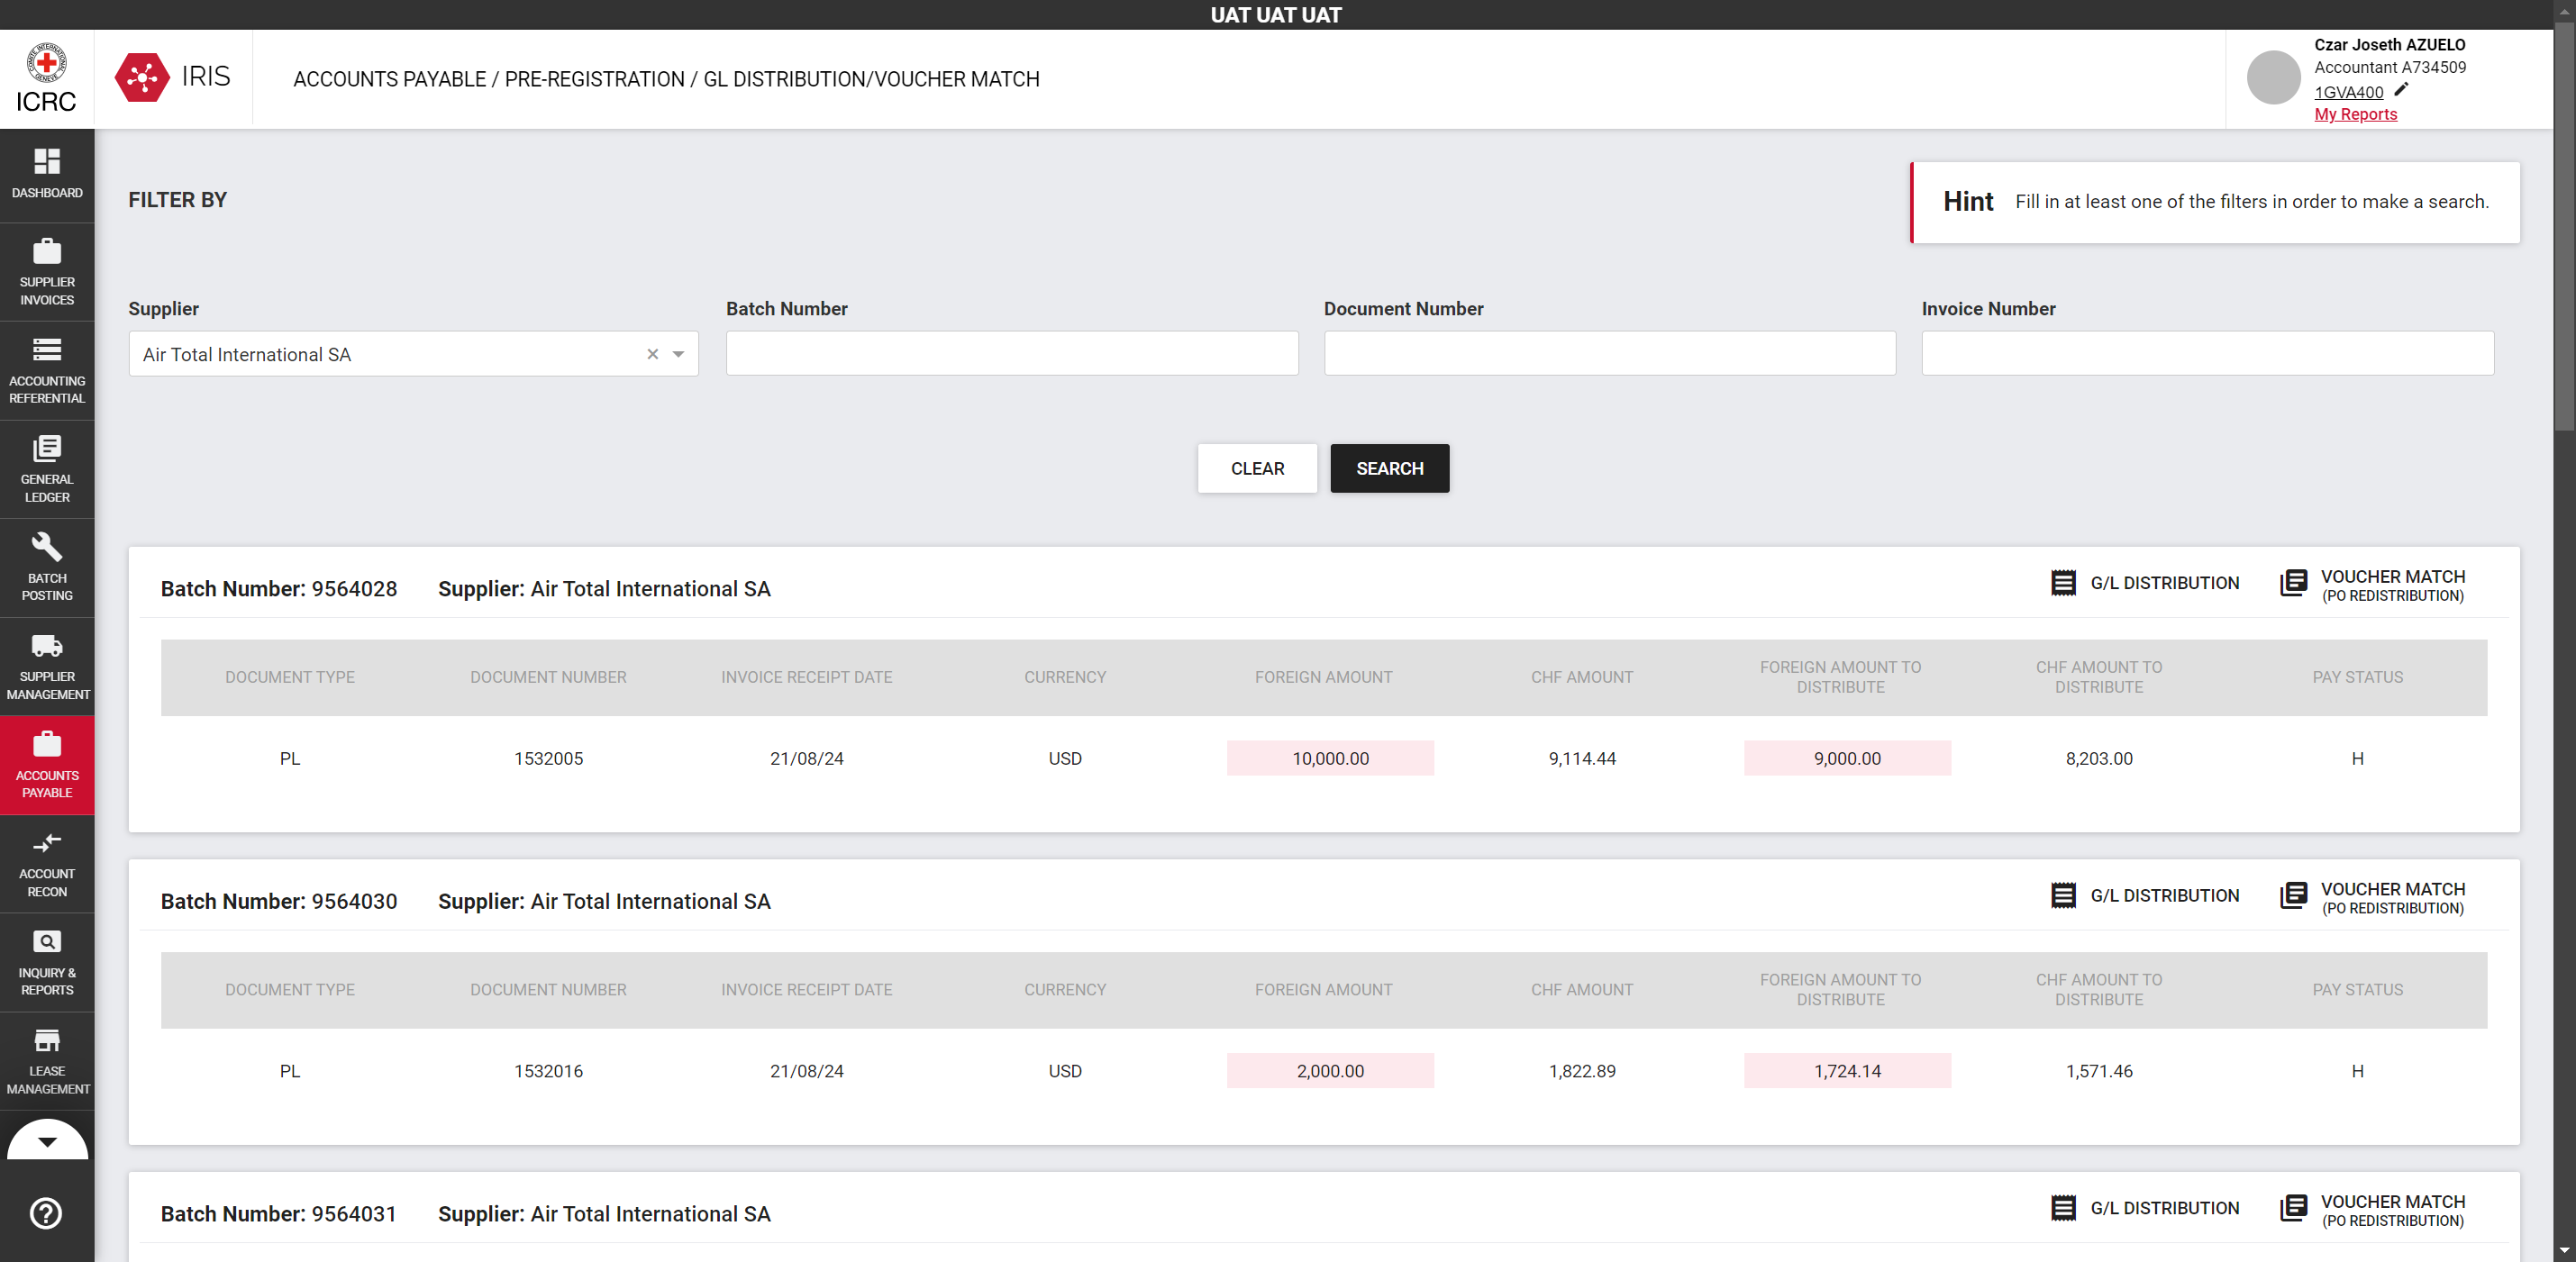 UAT UAT UAT
COMITE INTERNATIONAL GENEVE
ICRC
IRIS
ACCOUNTS PAYABLE / PRE-REGISTRATION / GL DISTRIBUTION/VOUCHER MATCH
Czar Joseth AZUELO
Accountant A734509
1GVA400
My Reports
DASHBOARD
SUPPLIER
INVOICES
ACCOUNTING
REFERENTIAL
GENERAL
LEDGER
BATCH
POSTING
SUPPLIER
MANAGEMENT
ACCOUNTS
PAYABLE
ACCOUNT
RECON
INQUIRY &
REPORTS
LEASE
MANAGEMENT
FILTER BY
Hint Fill in at least one of the filters in order to make a search.
Supplier Batch Number Document Number Invoice Number
Air Total International SA
CLEAR SEARCH
Batch Number: 9564028 Supplier: Air Total International SA G/L DISTRIBUTION VOUCHER MATCH
(PO REDISTRIBUTION)
DOCUMENT TYPE DOCUMENT NUMBER INVOICE RECEIPT DATE CURRENCY FOREIGN AMOUNT CHF AMOUNT FOREIGN AMOUNT TO DISTRIBUTE CHF AMOUNT TO DISTRIBUTE PAY STATUS
PL 1532005 21/08/24 USD 10,000.00 9,114.44 9,000.00 8,203.00 H
Batch Number: 9564030 Supplier: Air Total International SA G/L DISTRIBUTION VOUCHER MATCH
(PO REDISTRIBUTION)
DOCUMENT TYPE DOCUMENT NUMBER INVOICE RECEIPT DATE CURRENCY FOREIGN AMOUNT CHF AMOUNT FOREIGN AMOUNT TO DISTRIBUTE CHF AMOUNT TO DISTRIBUTE PAY STATUS
PL 1532016 21/08/24 USD 2,000.00 1,822.89 1,724.14 1,571.46 H
Batch Number: 9564031 Supplier: Air Total International SA G/L DISTRIBUTION VOUCHER MATCH
(PO REDISTRIBUTION)